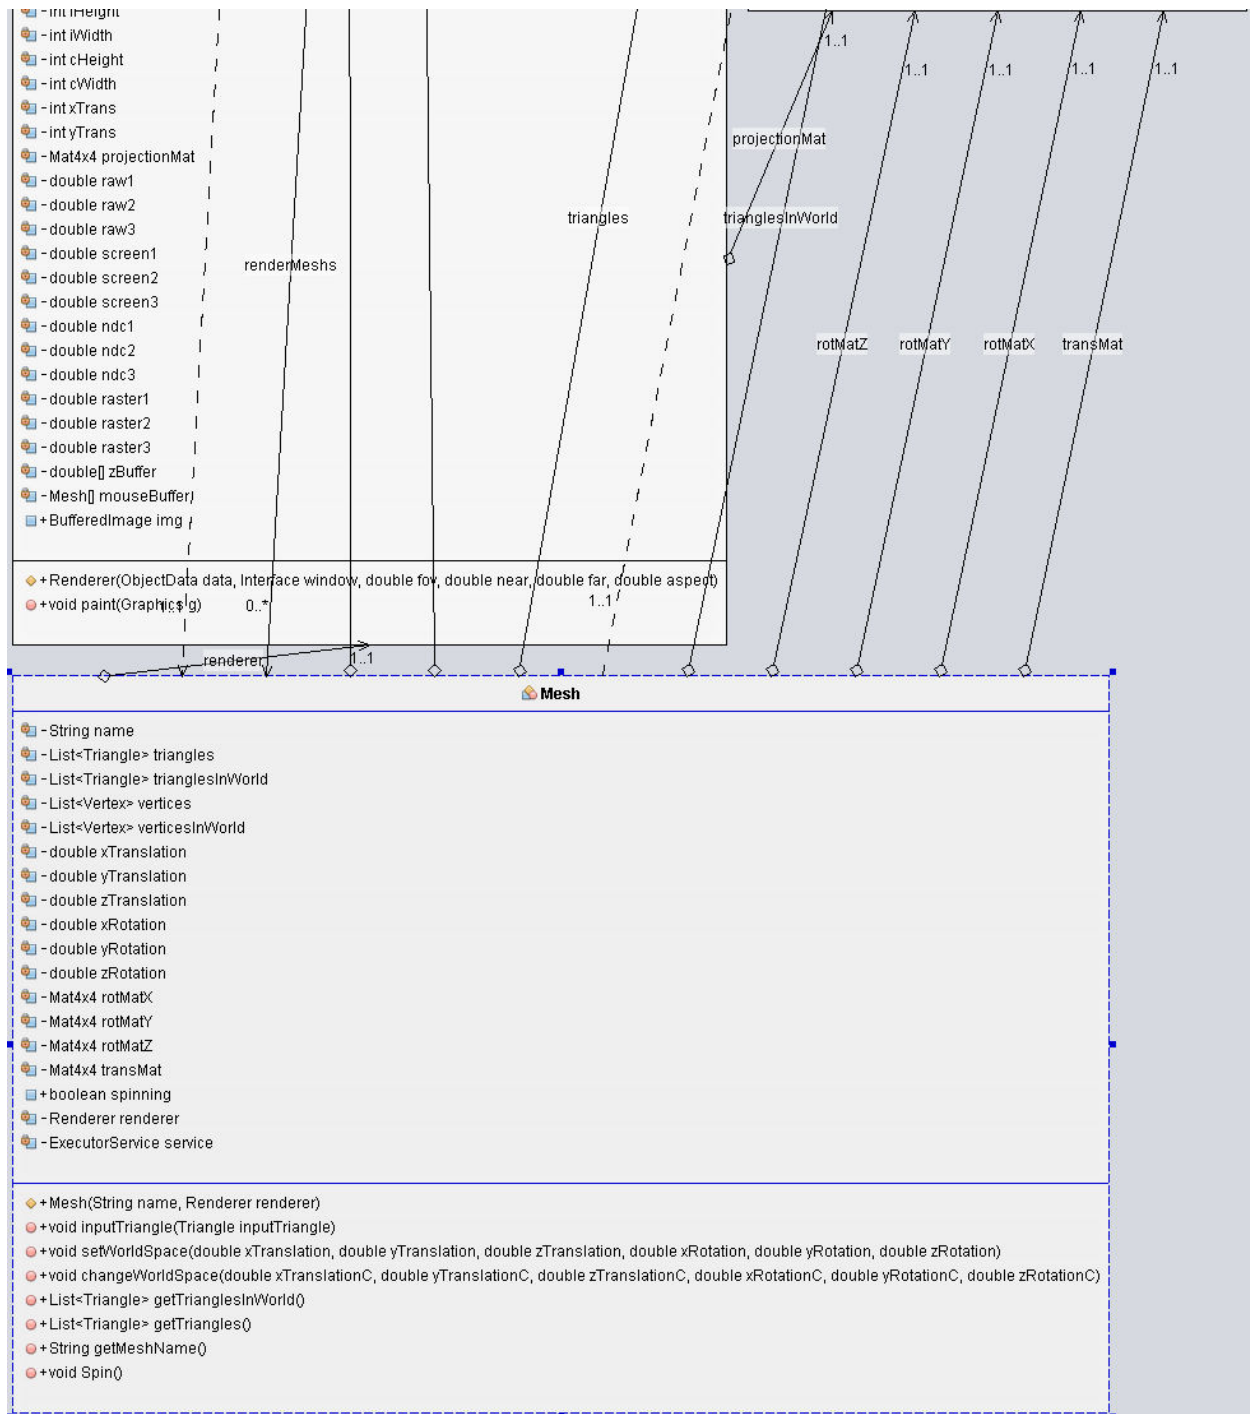 - int iHeight
- int iWidth
- int cHeight
- int cWidth
- int xTrans
- int yTrans
- Mat4x4 projectionMat
- double raw1
- double raw2
- double raw3
- double screen1
- double screen2
- double screen3
- double ndc1
- double ndc2
- double ndc3
- double raster1
- double raster2
- double raster3
- double[] zBuffer
- Mesh[] mouseBuffer
+ BufferedImage img
+ Renderer(ObjectData data, Interface window, double fov, double near, double far, double aspect)
+ void paint(Graphics g)
1..1
0..*
1..1
renderMeshs
triangles
trianglesInWorld
projectionMat
1..1
1..1
1..1
1..1
1..1
rotMatZ
rotMatY
rotMatX
transMat
renderer
1..1
Mesh
- String name
- List<Triangle> triangles
- List<Triangle> trianglesInWorld
- List<Vertex> vertices
- List<Vertex> verticesInWorld
- double xTranslation
- double yTranslation
- double zTranslation
- double xRotation
- double yRotation
- double zRotation
- Mat4x4 rotMatX
- Mat4x4 rotMatY
- Mat4x4 rotMatZ
- Mat4x4 transMat
+ boolean spinning
- Renderer renderer
- ExecutorService service
+ Mesh(String name, Renderer renderer)
+ void inputTriangle(Triangle inputTriangle)
+ void setWorldSpace(double xTranslation, double yTranslation, double zTranslation, double xRotation, double yRotation, double zRotation)
+ void changeWorldSpace(double xTranslationC, double yTranslationC, double zTranslationC, double xRotationC, double yRotationC, double zRotationC)
+ List<Triangle> getTrianglesInWorld()
+ List<Triangle> getTriangles()
+ String getMeshName()
+ void Spin()